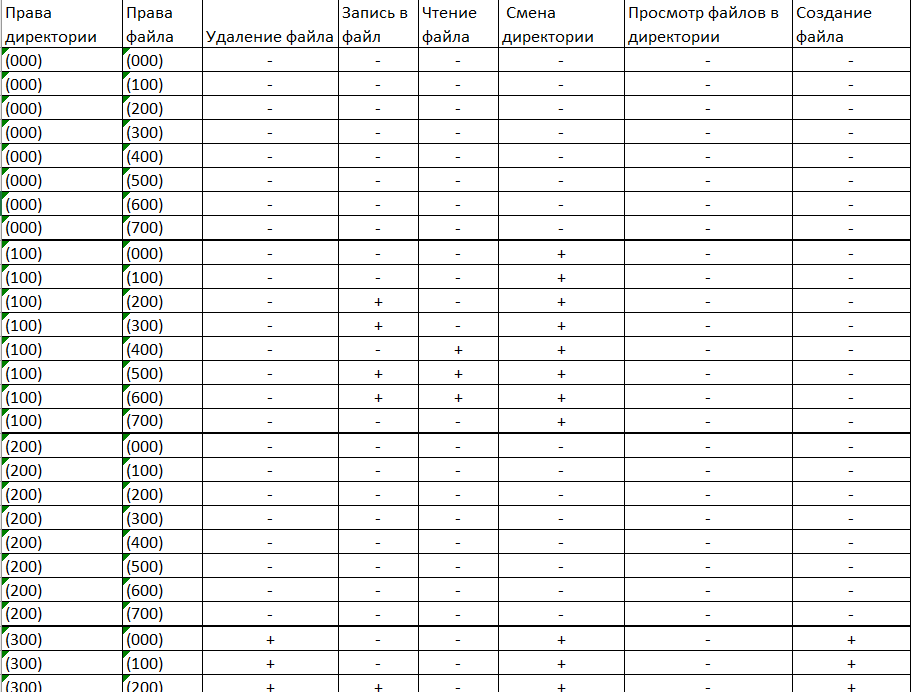 Права директории | Права файла | Удаление файла | Запись в файл | Чтение файла | Смена директории | Просмотр файлов в директории | Создание файла
(000) | (000) | - | - | - | - | - | -
(000) | (100) | - | - | - | - | - | -
(000) | (200) | - | - | - | - | - | -
(000) | (300) | - | - | - | - | - | -
(000) | (400) | - | - | - | - | - | -
(000) | (500) | - | - | - | - | - | -
(000) | (600) | - | - | - | - | - | -
(000) | (700) | - | - | - | - | - | -
(100) | (000) | - | - | - | + | - | -
(100) | (100) | - | - | - | + | - | -
(100) | (200) | - | + | - | + | - | -
(100) | (300) | - | + | - | + | - | -
(100) | (400) | - | - | + | + | - | -
(100) | (500) | - | + | + | + | - | -
(100) | (600) | - | + | + | + | - | -
(100) | (700) | - | - | - | + | - | -
(200) | (000) | - | - | - | - | - | -
(200) | (100) | - | - | - | - | - | -
(200) | (200) | - | - | - | - | - | -
(200) | (300) | - | - | - | - | - | -
(200) | (400) | - | - | - | - | - | -
(200) | (500) | - | - | - | - | - | -
(200) | (600) | - | - | - | - | - | -
(200) | (700) | - | - | - | - | - | -
(300) | (000) | + | - | - | + | - | +
(300) | (100) | + | - | - | + | - | +
(300) | (200) | + | + | - | + | - | +